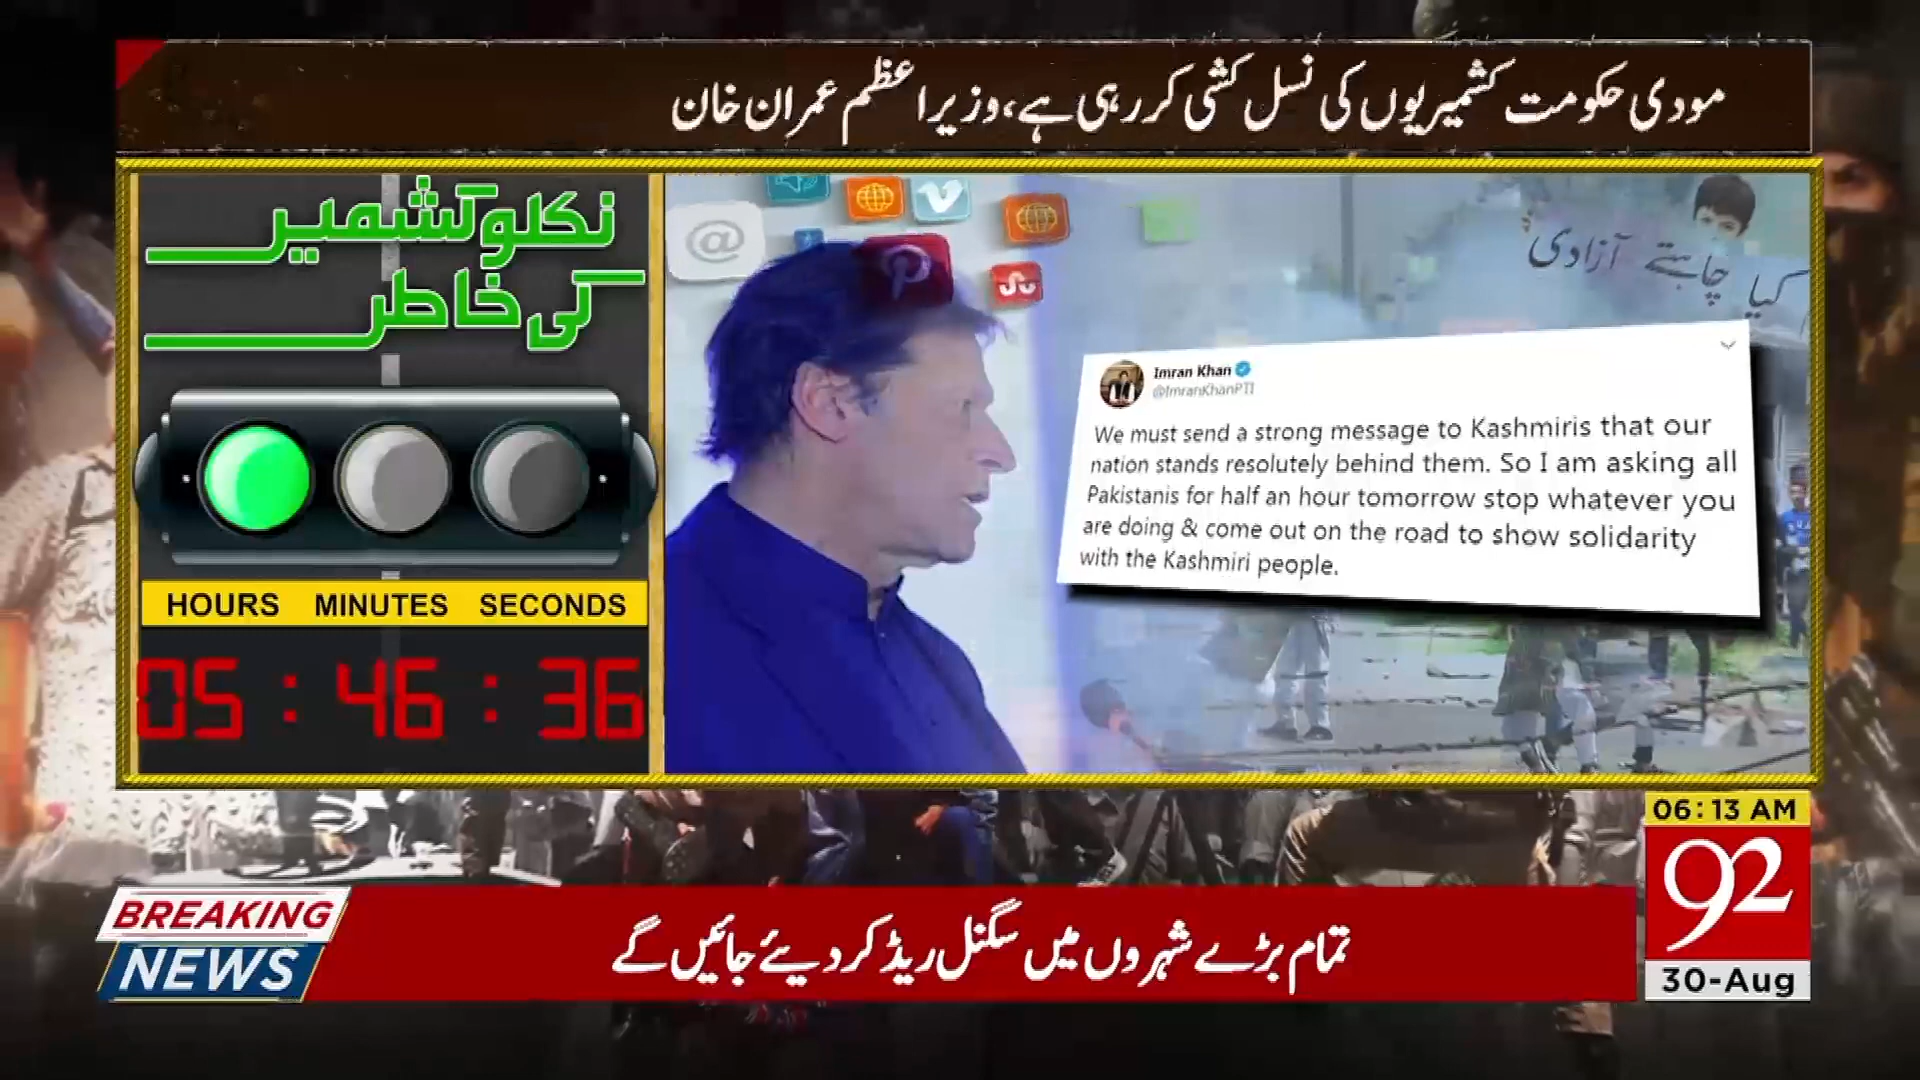 مودی حکومت کشمیریوں کی نسل کشی کر رہی ہے، وزیراعظم عمران خان
نکلو کشمیر
کی خاطر
HOURS MINUTES SECONDS
05 : 46 : 36
@
کیا چاہتے آزادی
Imran Khan
@ImranKhanPTI
We must send a strong message to Kashmiris that our
nation stands resolutely behind them. So I am asking all
Pakistanis for half an hour tomorrow stop whatever you
are doing & come out on the road to show solidarity
with the Kashmiri people.
06:13 AM
92
30-Aug
BREAKING
NEWS
تمام بڑے شہروں میں سگنل ریڈ کر دیئے جائیں گے